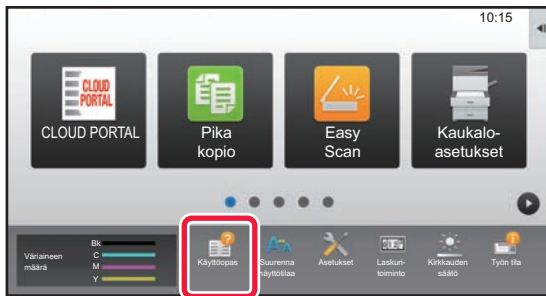 10:15
CLOUD
PORTAL
CLOUD PORTAL
Pika
kopio
Easy
Scan
Kaukalo-
asetukset
Väriaineen
määrä
Bk
C
M
Y
Käyttöopas
Suurenna
näyttötilaa
Asetukset
Laskuri-
toiminto
Kirkkauden
säätö
Työn tila